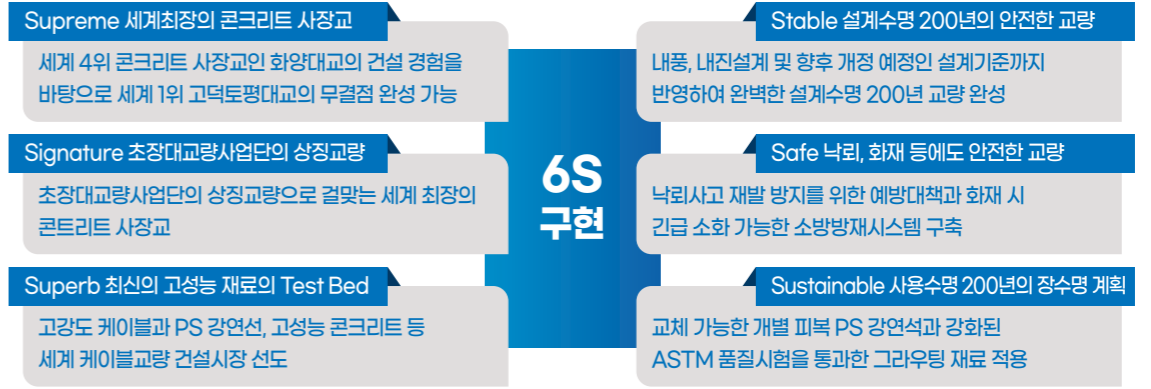 Supreme 세계최장의 콘크리트 사장교
세계 4위 콘크리트 사장교인 화양대교의 건설 경험을
바탕으로 세계 1위 고덕토평대교의 무결점 완성 가능
Signature 초장대교량사업단의 상징교량
초장대교량사업단의 상징교량으로 걸맞는 세계 최장의
콘트리트 사장교
Superb 최신의 고성능 재료의 Test Bed
고강도 케이블과 PS 강연선, 고성능 콘크리트 등
세계 케이블교량 건설시장 선도
6S
구현
Stable 설계수명 200년의 안전한 교량
내풍, 내진설계 및 향후 개정 예정인 설계기준까지
반영하여 완벽한 설계수명 200년 교량 완성
Safe 낙뢰, 화재 등에도 안전한 교량
낙뢰사고 재발 방지를 위한 예방대책과 화재 시
긴급 소화 가능한 소방방재시스템 구축
Sustainable 사용수명 200년의 장수명 계획
교체 가능한 개별 피복 PS 강연석과 강화된
ASTM 품질시험을 통과한 그라우팅 재료 적용